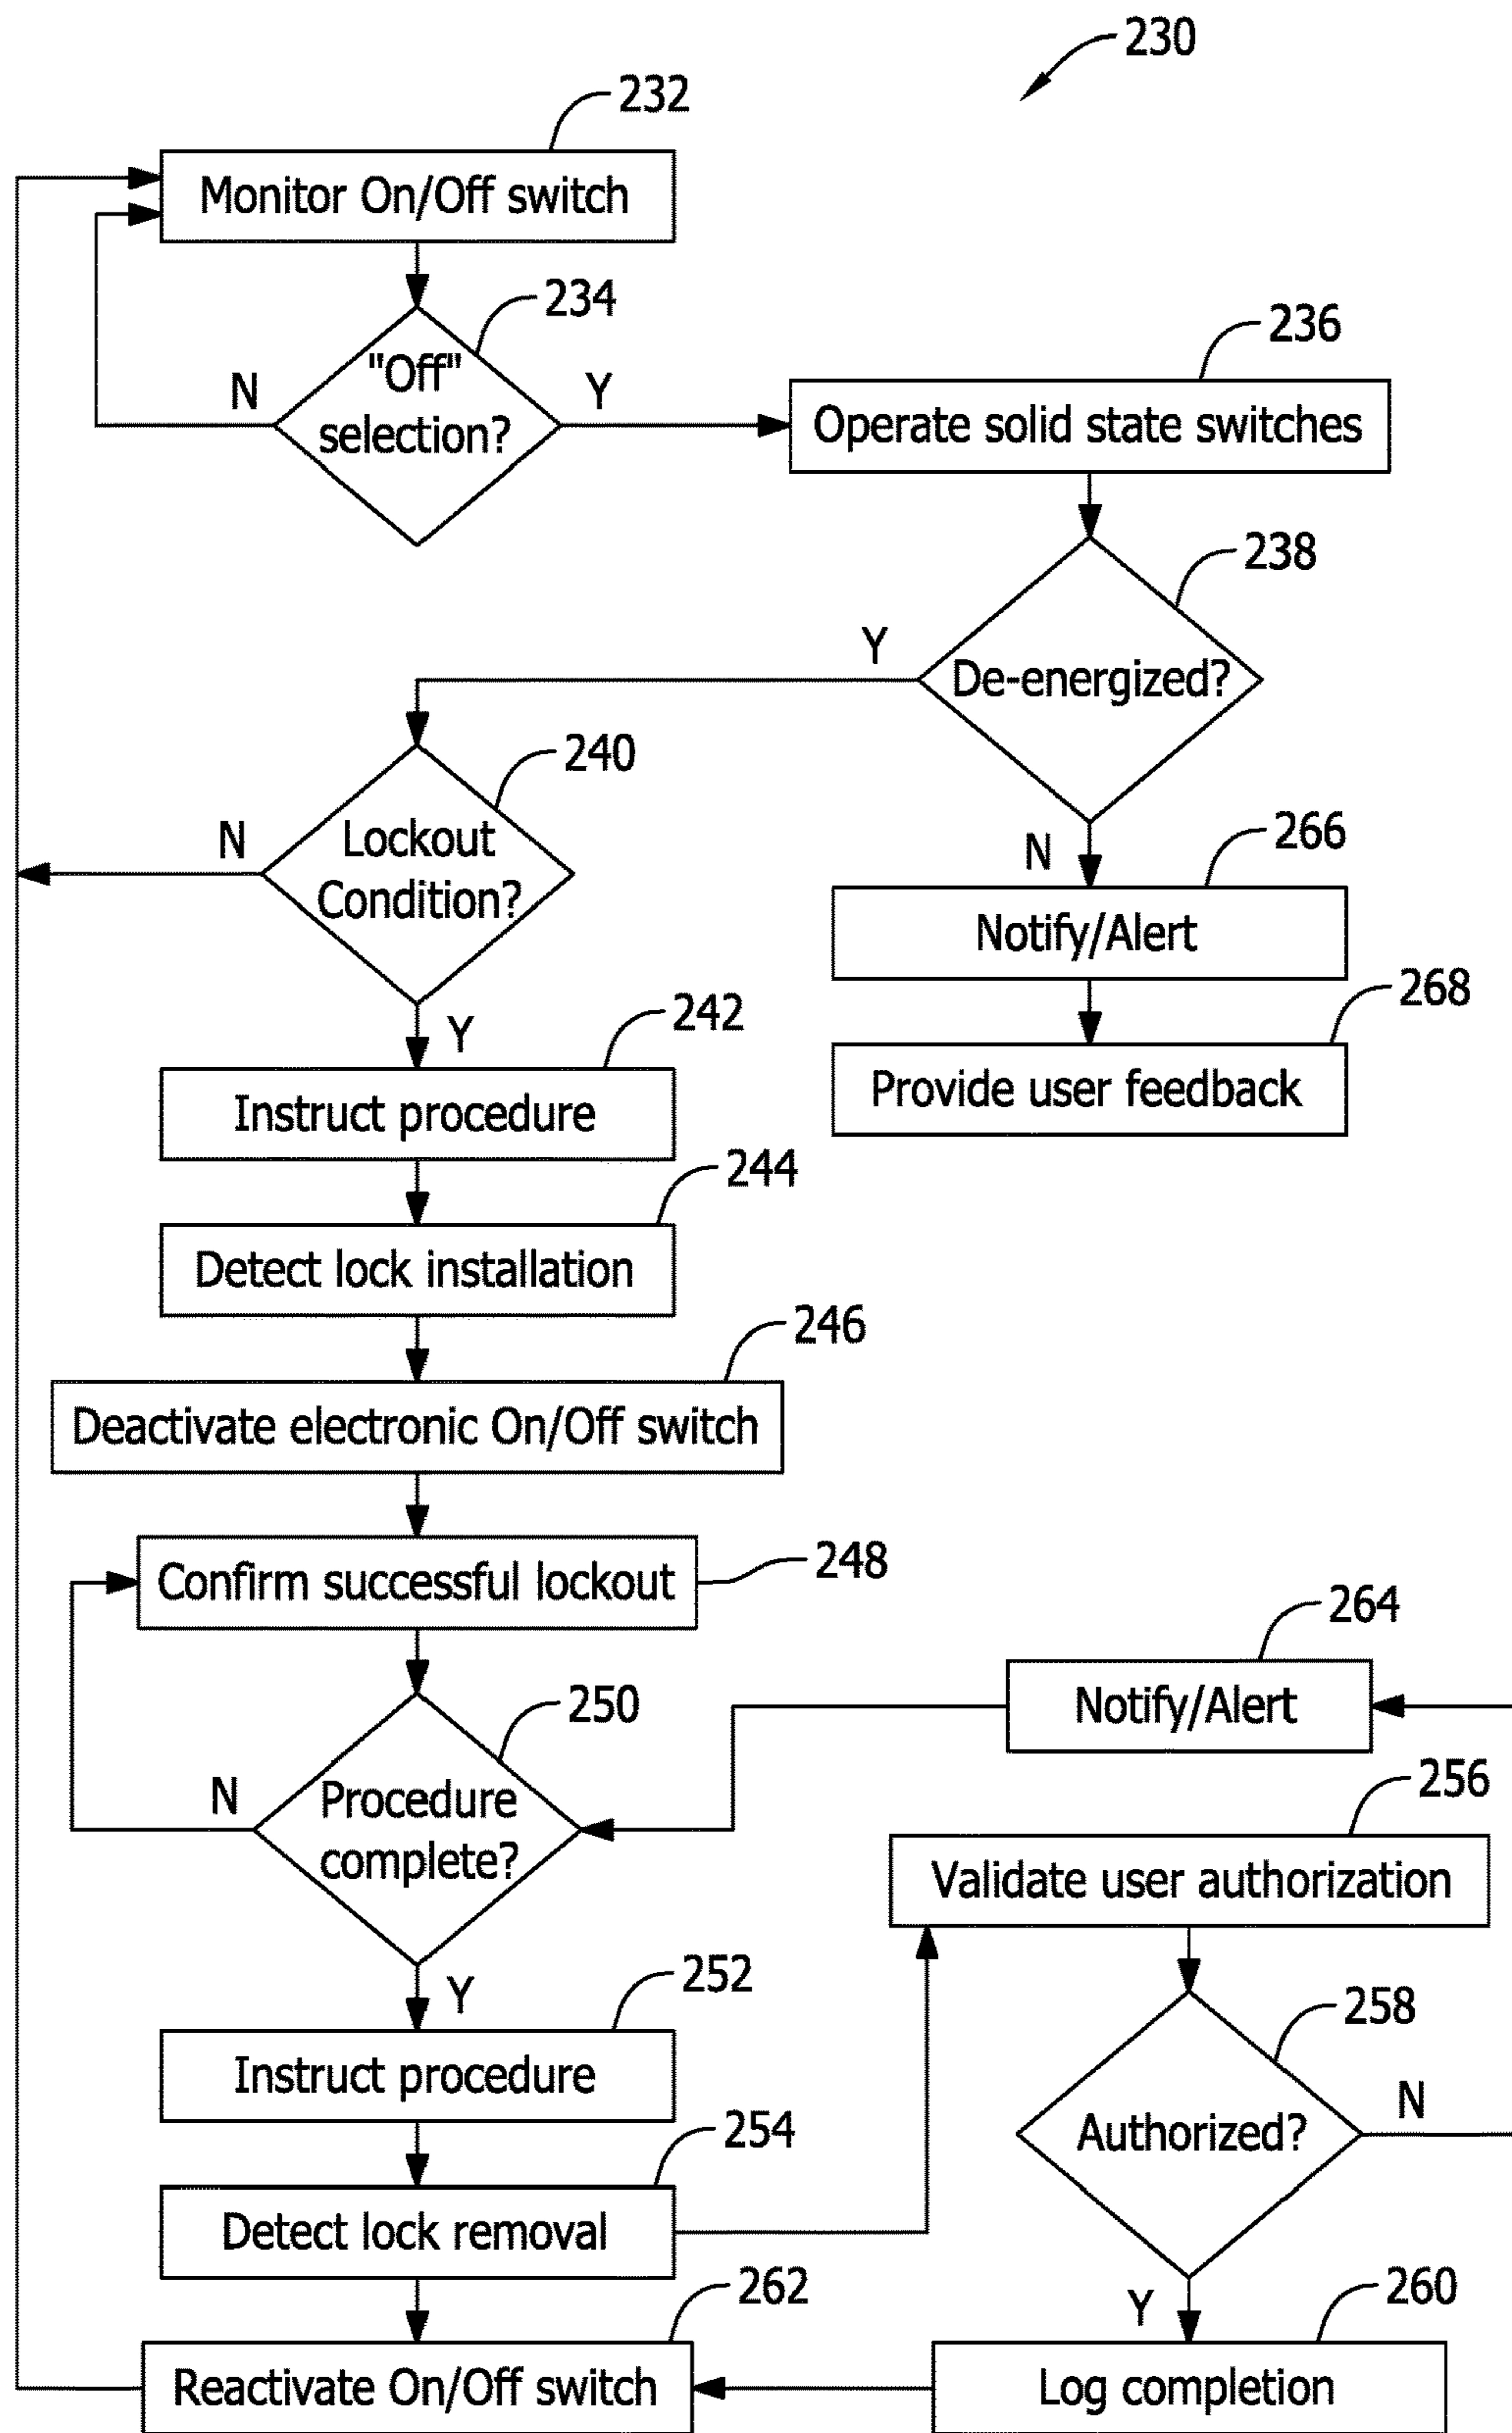 230
232
Monitor On/Off switch
234
"Off"
selection?
N
Y
236
Operate solid state switches
238
De-energized?
Y
N
240
Lockout
Condition?
N
Y
266
Notify/Alert
268
Provide user feedback
242
Instruct procedure
244
Detect lock installation
246
Deactivate electronic On/Off switch
248
Confirm successful lockout
250
Procedure
complete?
N
Y
264
Notify/Alert
256
Validate user authorization
252
Instruct procedure
258
Authorized?
N
Y
254
Detect lock removal
262
Reactivate On/Off switch
260
Log completion